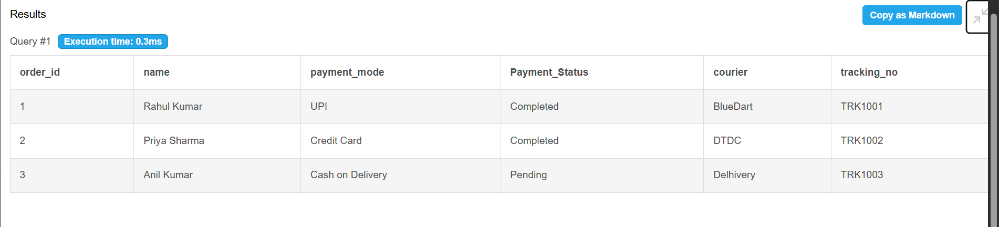 Results
Copy as Markdown
Query #1 Execution time: 0.3ms
order_id name payment_mode Payment_Status courier tracking_no
1 Rahul Kumar UPI Completed BlueDart TRK1001
2 Priya Sharma Credit Card Completed DTDC TRK1002
3 Anil Kumar Cash on Delivery Pending Delhivery TRK1003